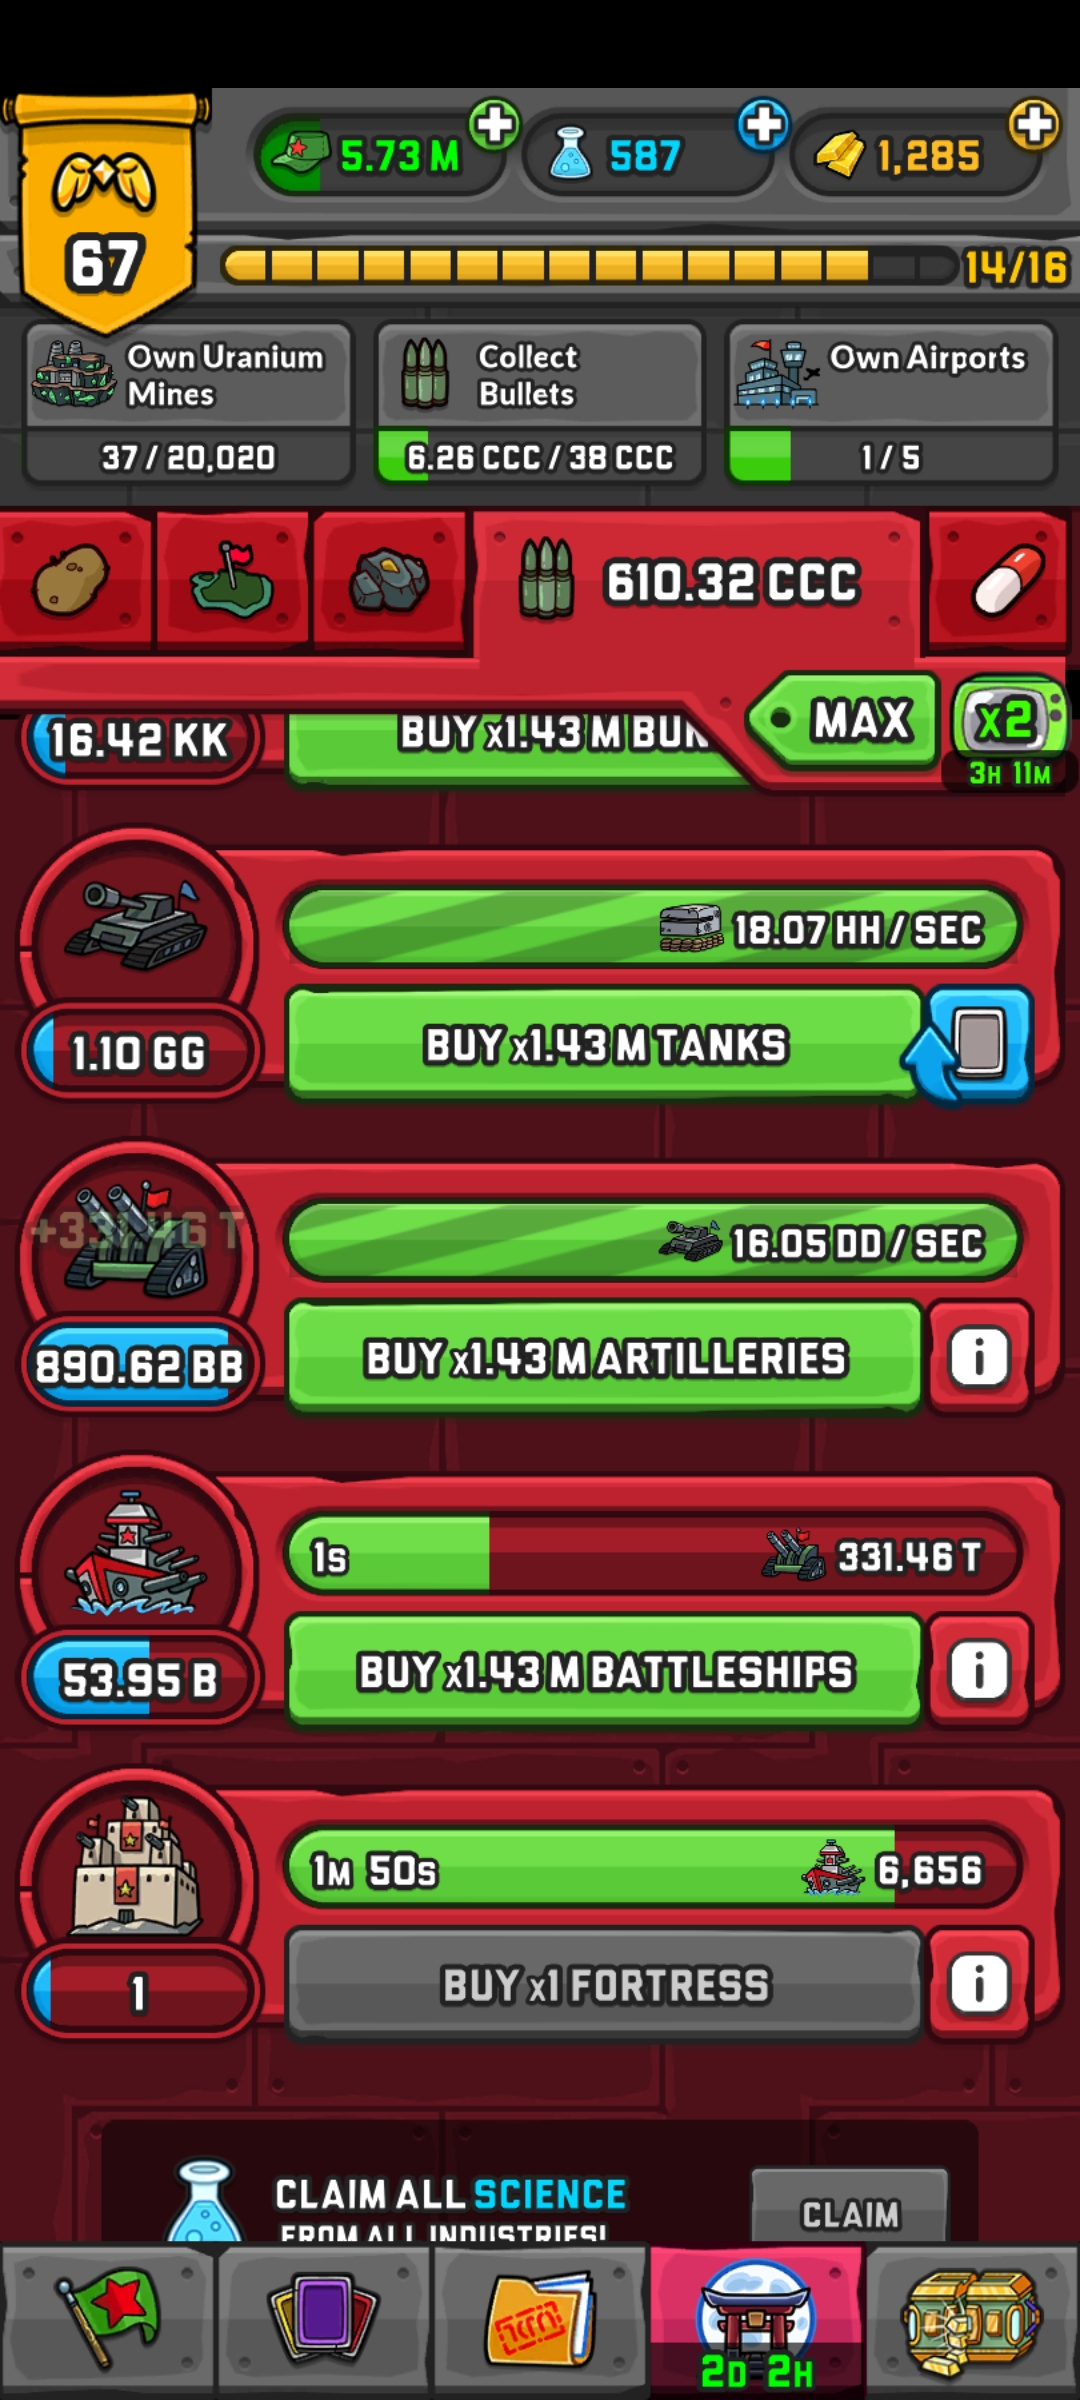 5.73 M
587
1,285
67
14/16
Own Uranium
Mines
37 / 20,020
Collect
Bullets
6.26 CCC / 38 CCC
Own Airports
1 / 5
610.32 CCC
MAX
x2
3H 11M
16.42 KK
BUY x1.43 M BUN
18.07 HH / SEC
1.10 GG
BUY x1.43 M TANKS
+331.46 T
16.05 DD / SEC
890.62 BB
BUY x1.43 M ARTILLERIES
i
1s
331.46 T
53.95 B
BUY x1.43 M BATTLESHIPS
i
1M 50s
6,656
1
BUY x1 FORTRESS
i
CLAIM ALL SCIENCE
FROM ALL INDUSTRIES!
CLAIM
2D 2H